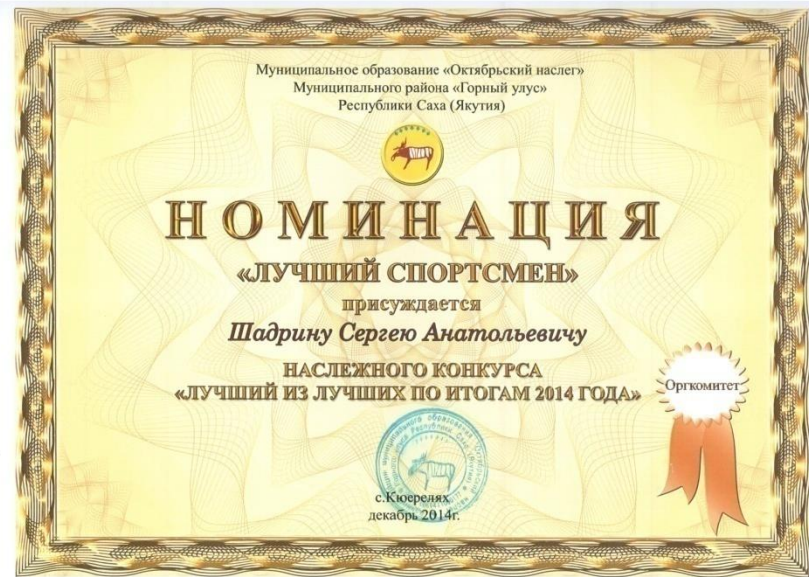 Муниципальное образование «Октябрьский наслег»
Муниципального района «Горный улус»
Республики Саха (Якутия)
НОМИНАЦИЯ
«ЛУЧШИЙ СПОРТСМЕН»
присуждается
Шадрину Сергею Анатольевичу
НАСЛЕЖНОГО КОНКУРСА
«ЛУЧШИЙ ИЗ ЛУЧШИХ ПО ИТОГАМ 2014 ГОДА»
Оргкомитет
с.Кюерелях
декабрь 2014г.